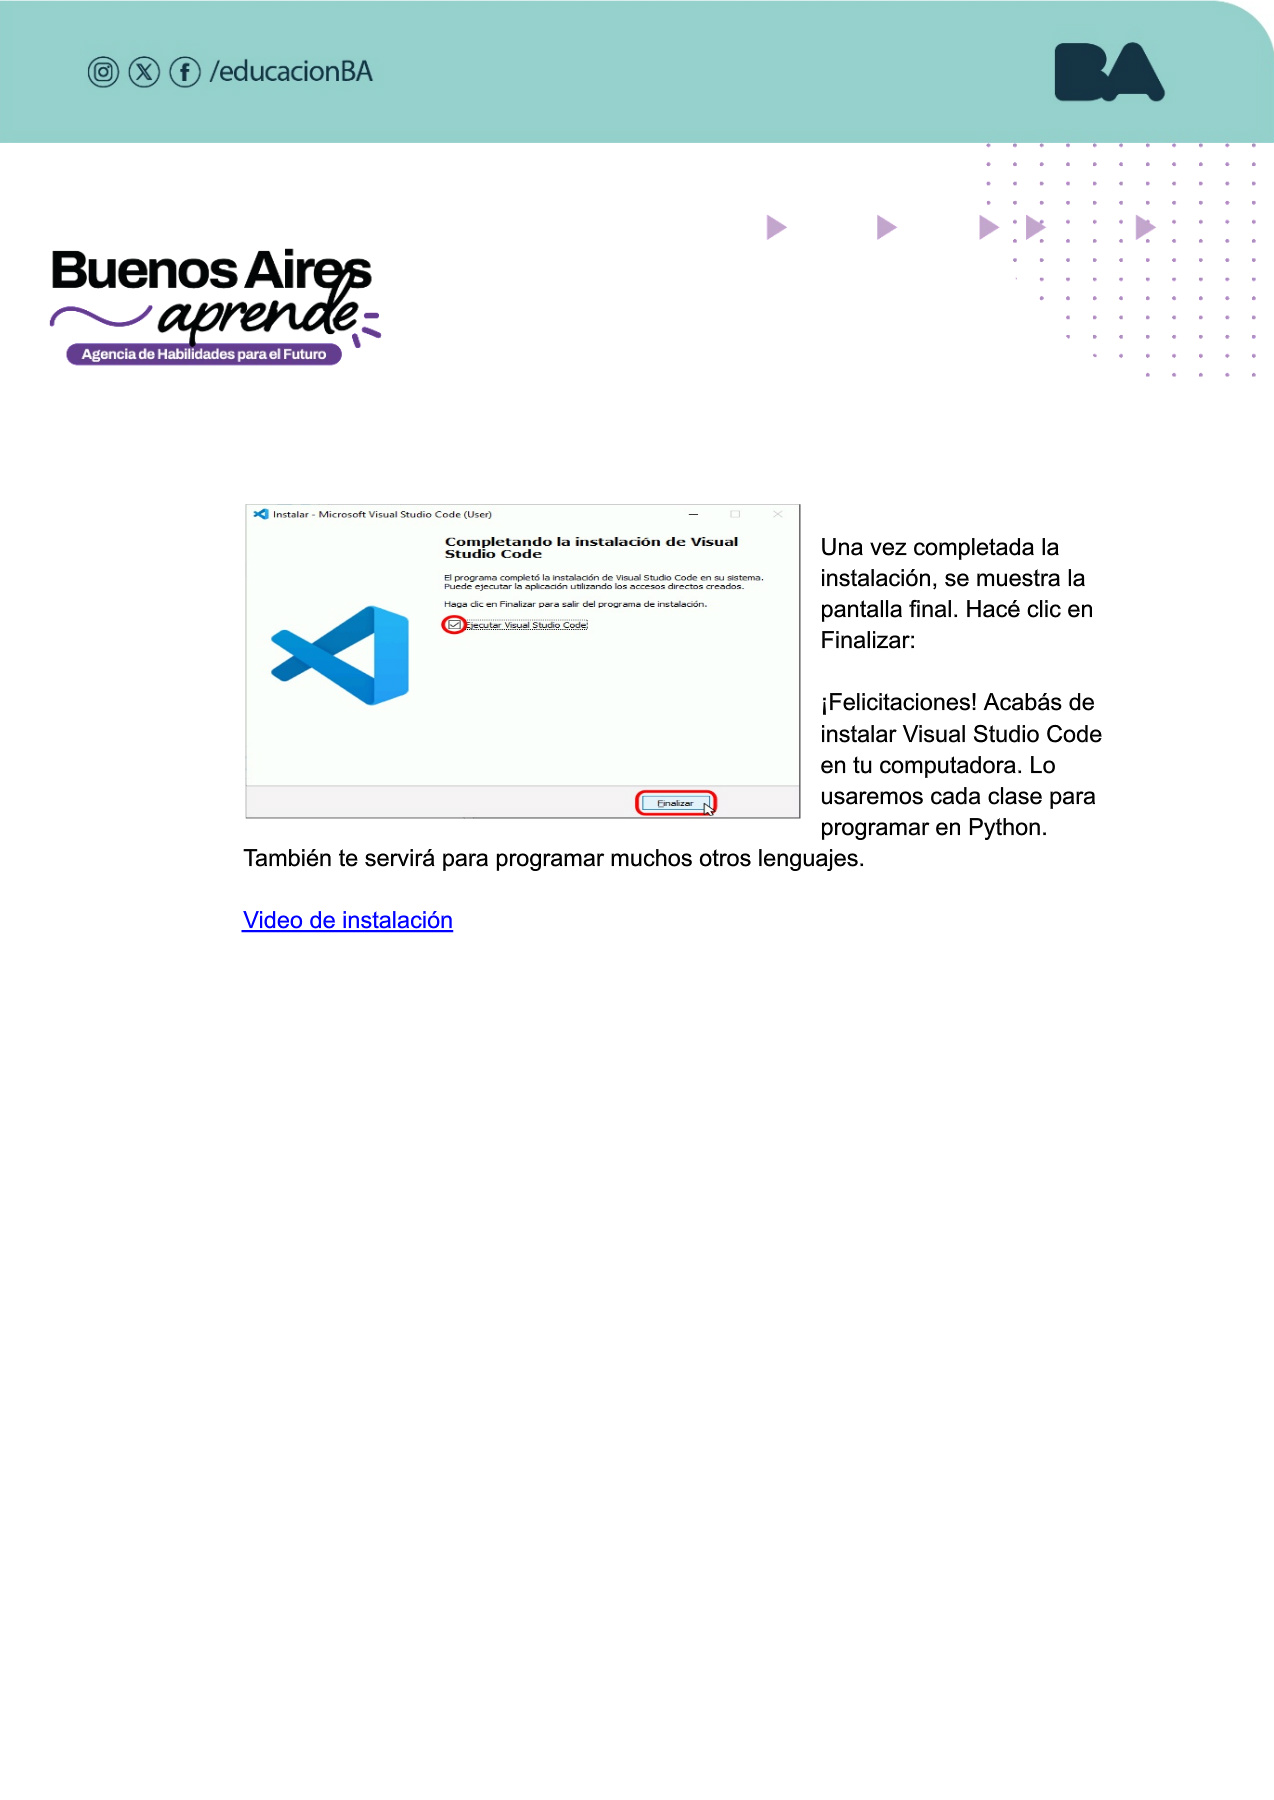 /educacionBA
BA
Buenos Aires
aprende
Agencia de Habilidades para el Futuro
Instalar - Microsoft Visual Studio Code (User)
Completando la instalación de Visual
Studio Code
El programa completó la instalación de Visual Studio Code en su sistema.
Puede ejecutar la aplicación utilizando los accesos directos creados.
Haga clic en Finalizar para salir del programa de instalación.
Ejecutar Visual Studio Code
Finalizar
Una vez completada la
instalación, se muestra la
pantalla final. Hacé clic en
Finalizar:
¡Felicitaciones! Acabás de
instalar Visual Studio Code
en tu computadora. Lo
usaremos cada clase para
programar en Python.
También te servirá para programar muchos otros lenguajes.
Video de instalación